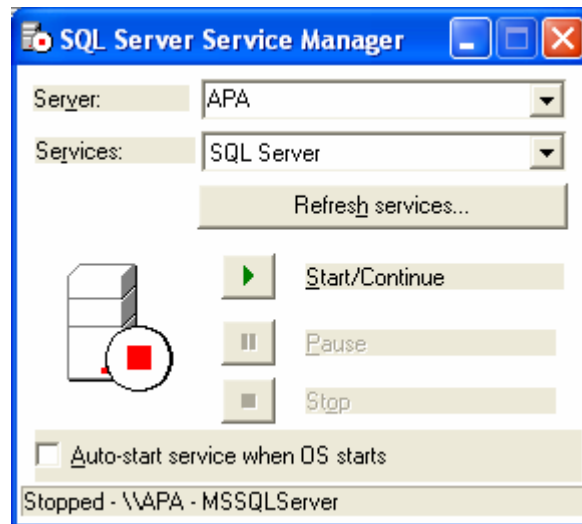 SQL Server Service Manager
Server: APA
Services: SQL Server
Refresh services...
Start/Continue
Pause
Stop
Auto-start service when OS starts
Stopped - \\APA - MSSQLServer